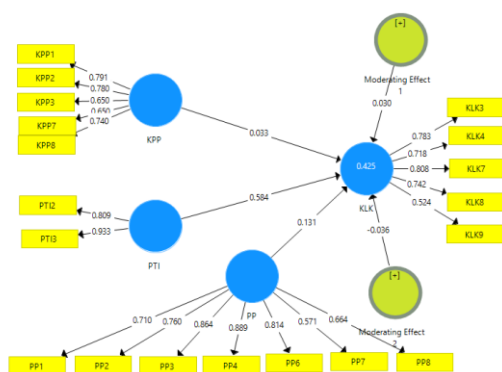 [+]
Moderating Effect
1
0.030
KPP1
KPP2
KPP3
KPP7
KPP8
0.791
0.780
0.650
0.650
0.740
KPP
0.033
KLK3
KLK4
KLK7
KLK8
KLK9
0.783
0.718
0.808
0.742
0.524
0.425
KLK
PTI2
PTI3
0.809
0.933
PTI
0.584
0.131
-0.036
[+]
Moderating Effect
2
PP
0.710
0.760
0.864
0.889
0.814
0.571
0.664
PP1
PP2
PP3
PP4
PP6
PP7
PP8